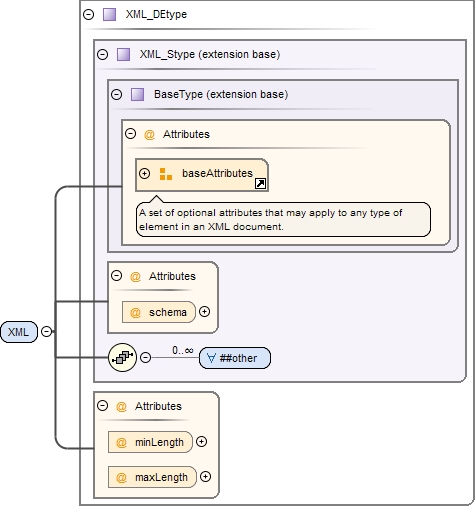 XML_DEtype
XML_Stype (extension base)
BaseType (extension base)
@ Attributes
baseAttributes
A set of optional attributes that may apply to any type of
element in an XML document.
@ Attributes
@ schema
XML
0..∞
∀ ##other
@ Attributes
@ minLength
@ maxLength